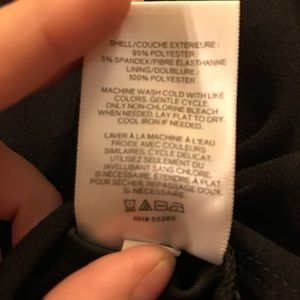 SHELL/COUCHE EXTÉRIEURE:
95% POLYESTER
5% SPANDEX/FIBRE ÉLASTHANNE
LINING/DOUBLURE:
100% POLYESTER
MACHINE WASH COLD WITH LIKE
COLORS. GENTLE CYCLE.
ONLY NON-CHLORINE BLEACH
WHEN NEEDED. LAY FLAT TO DRY.
COOL IRON IF NEEDED.
LAVER À LA MACHINE À L'EAU
FROIDE AVEC COULEURS
SIMILAIRES, CYCLE DÉLICAT.
UTILISEZ SEULEMENT DU
JAVELLISANT SANS CHLORE
SI NÉCESSAIRE. ÉTENDRE À PLAT
POUR SÉCHER. REPASSAGE DOUX
SI NÉCESSAIRE.
RN# 55285